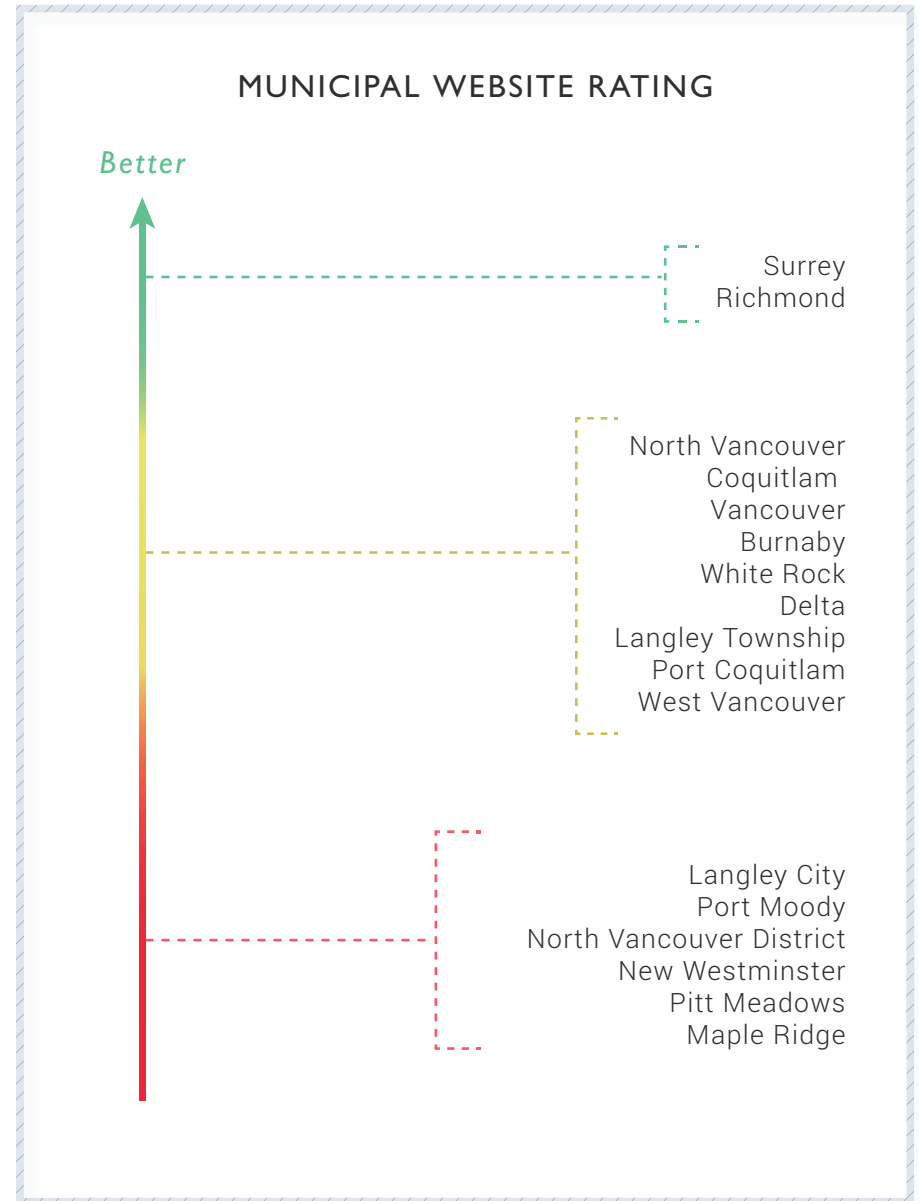 MUNICIPAL WEBSITE RATING
Better
Surrey
Richmond
North Vancouver
Coquitlam
Vancouver
Burnaby
White Rock
Delta
Langley Township
Port Coquitlam
West Vancouver
Langley City
Port Moody
North Vancouver District
New Westminster
Pitt Meadows
Maple Ridge